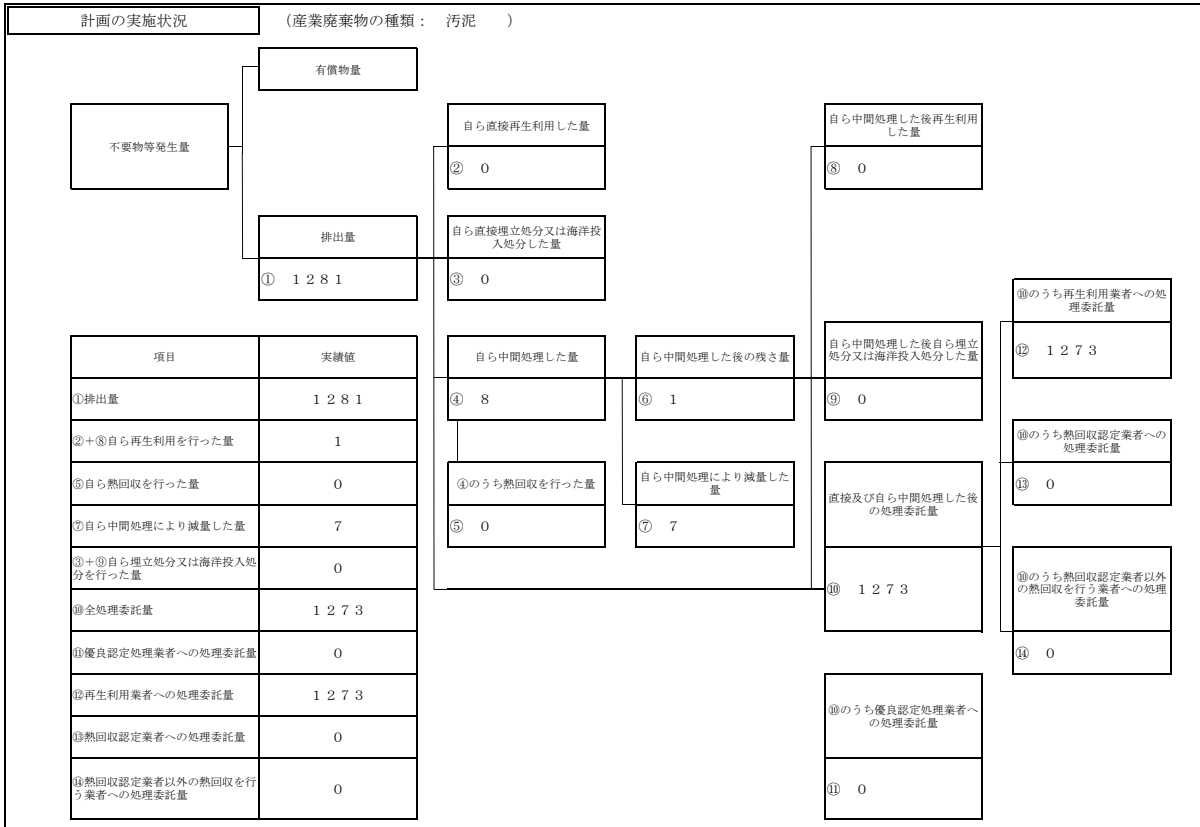 計画の実施状況
（産業廃棄物の種類： 汚泥 ）
有償物量
不要物等発生量
自ら直接再生利用した量
② 0
自ら中間処理した後再生利用
した量
⑧ 0
排出量
① 1281
自ら直接埋立処分又は海洋投
入処分した量
③ 0
⑩のうち再生利用業者への処
理委託量
⑫ 1273
項目 実績値
①排出量 1281
②＋⑧自ら再生利用を行った量 1
⑤自ら熱回収を行った量 0
⑦自ら中間処理により減量した量 7
③＋⑨自ら埋立処分又は海洋投入処
分を行った量 0
⑩全処理委託量 1273
⑪優良認定処理業者への処理委託量 0
⑫再生利用業者への処理委託量 1273
⑬熱回収認定業者への処理委託量 0
⑭熱回収認定業者以外の熱回収を行
う業者への処理委託量 0
自ら中間処理した量
④ 8
自ら中間処理した後の残さ量
⑥ 1
自ら中間処理した後自ら埋立
処分又は海洋投入処分した量
⑨ 0
④のうち熱回収を行った量
⑤ 0
自ら中間処理により減量した
量
⑦ 7
直接及び自ら中間処理した後
の処理委託量
⑩ 1273
⑩のうち熱回収認定業者への
処理委託量
⑬ 0
⑩のうち熱回収認定業者以外
の熱回収を行う業者への処理
委託量
⑭ 0
⑩のうち優良認定処理業者へ
の処理委託量
⑪ 0